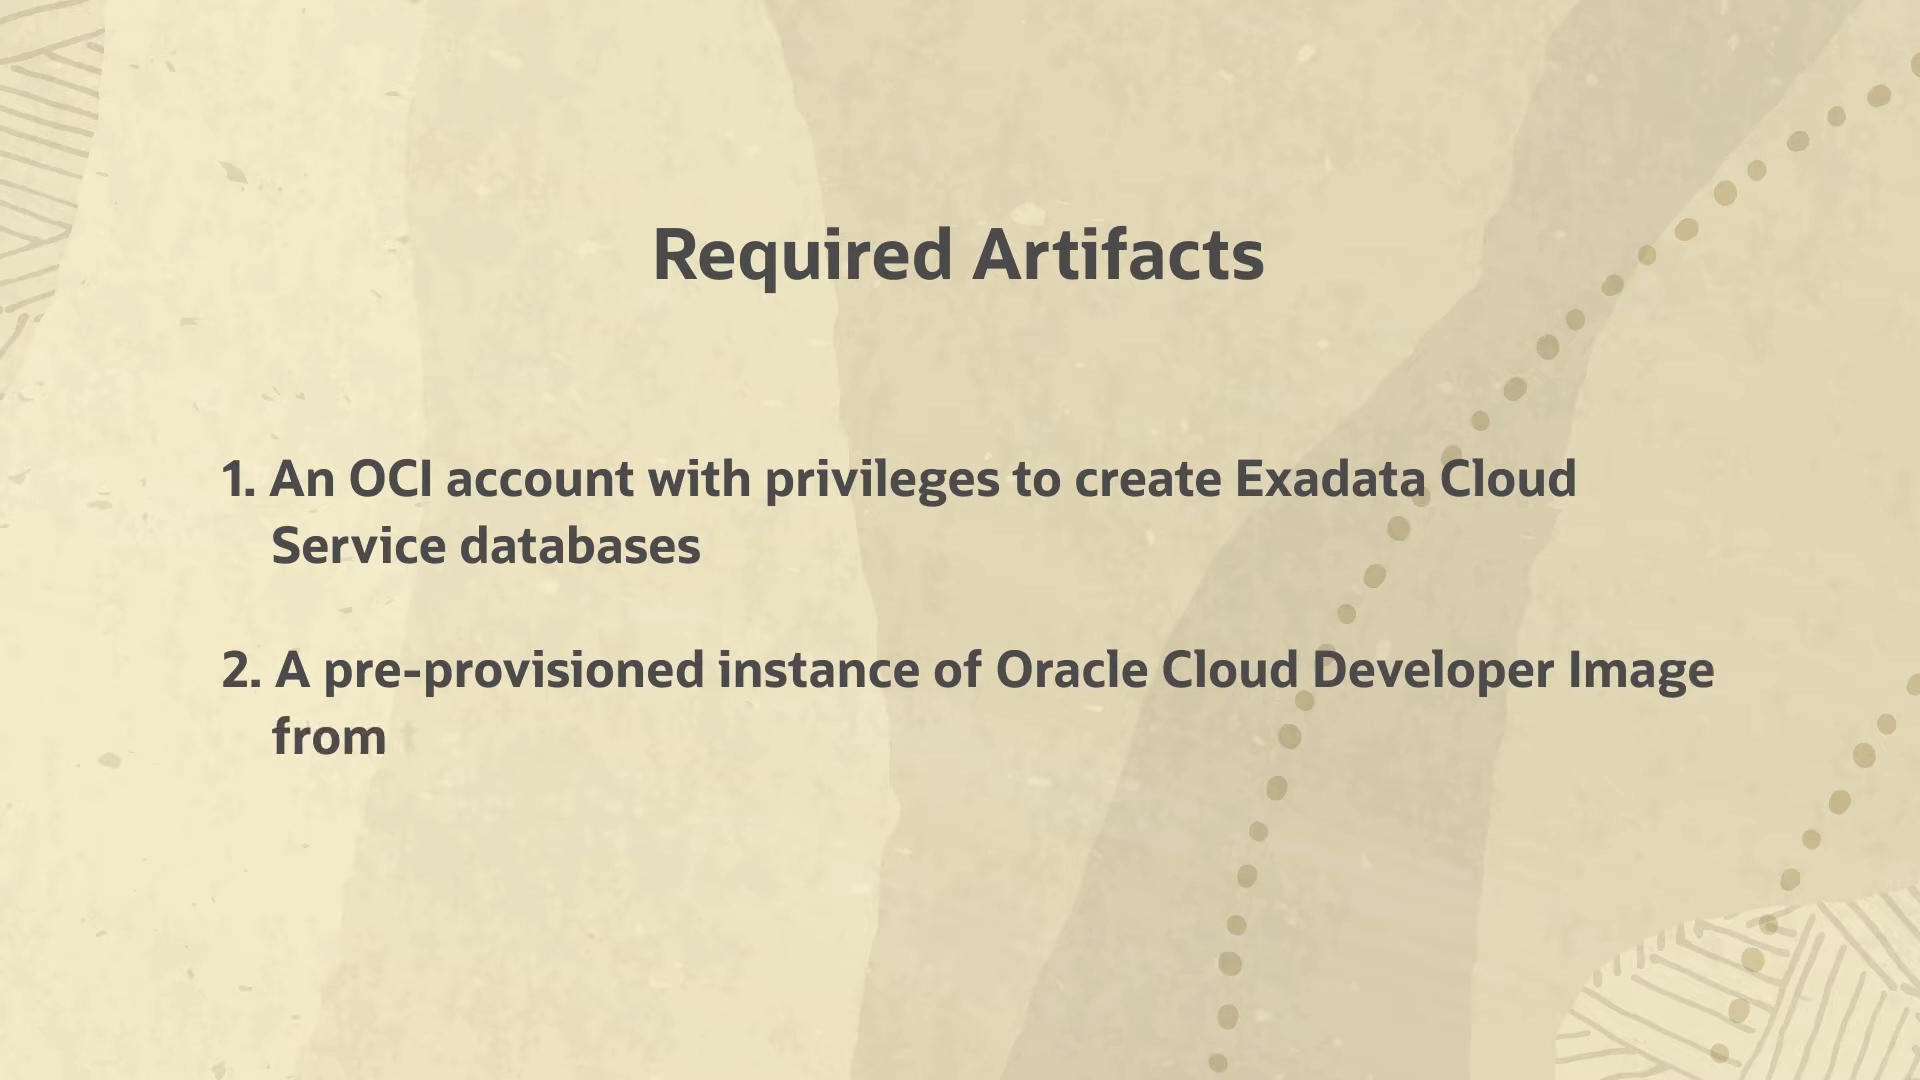 Required Artifacts
1. An OCI account with privileges to create Exadata Cloud
Service databases
2. A pre-provisioned instance of Oracle Cloud Developer Image
from